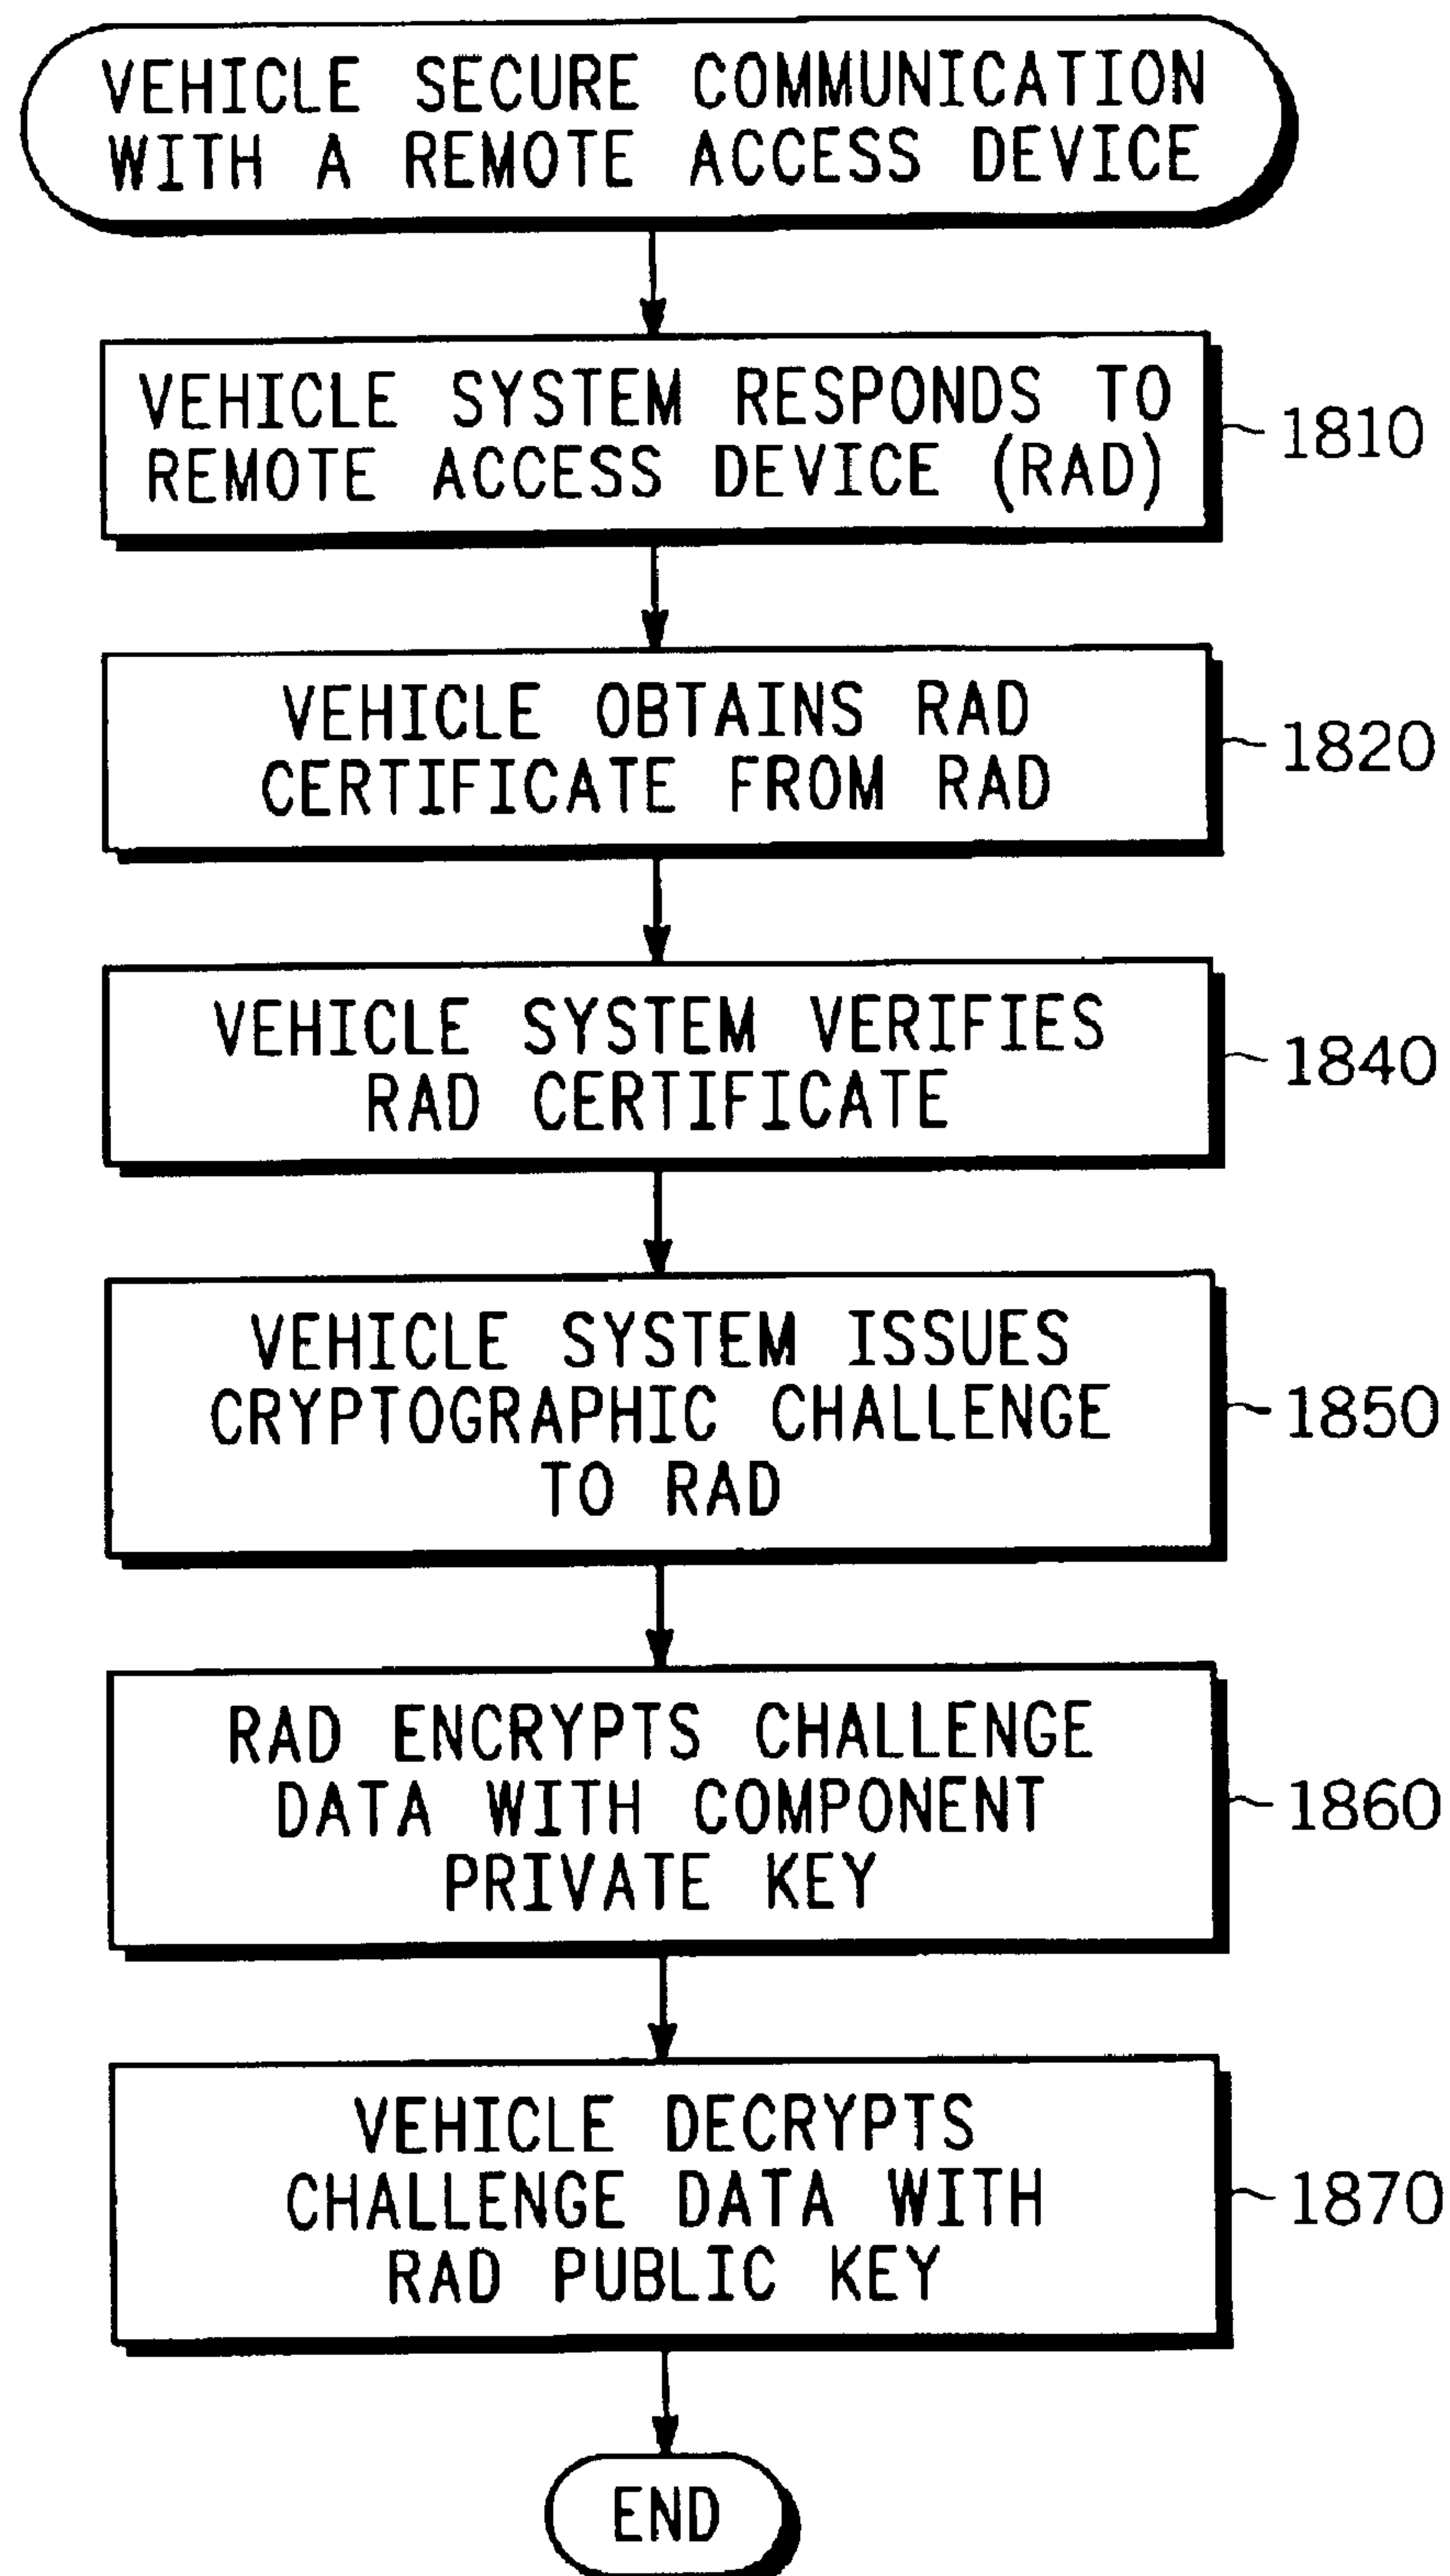 VEHICLE SECURE COMMUNICATION
WITH A REMOTE ACCESS DEVICE
VEHICLE SYSTEM RESPONDS TO
REMOTE ACCESS DEVICE (RAD)
1810
VEHICLE OBTAINS RAD
CERTIFICATE FROM RAD
1820
VEHICLE SYSTEM VERIFIES
RAD CERTIFICATE
1840
VEHICLE SYSTEM ISSUES
CRYPTOGRAPHIC CHALLENGE
TO RAD
1850
RAD ENCRYPTS CHALLENGE
DATA WITH COMPONENT
PRIVATE KEY
1860
VEHICLE DECRYPTS
CHALLENGE DATA WITH
RAD PUBLIC KEY
1870
END